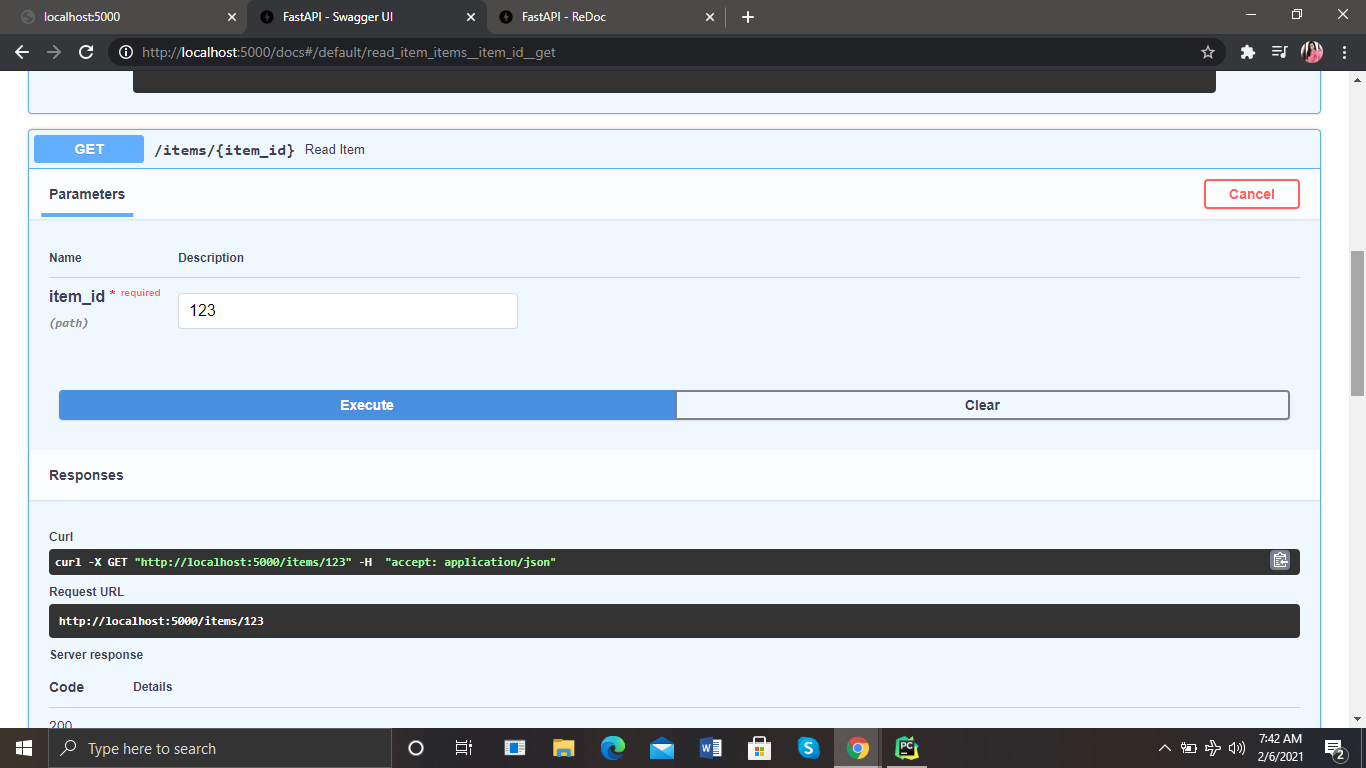 localhost:5000
FastAPI - Swagger UI
FastAPI - ReDoc
http://localhost:5000/docs#/default/read_item_items__item_id__get
GET /items/{item_id} Read Item
Parameters
Cancel
Name Description
item_id * required
123
(path)
Execute
Clear
Responses
Curl
curl -X GET "http://localhost:5000/items/123" -H  "accept: application/json"
Request URL
http://localhost:5000/items/123
Server response
Code Details
200
Type here to search
7:42 AM
2/6/2021
2